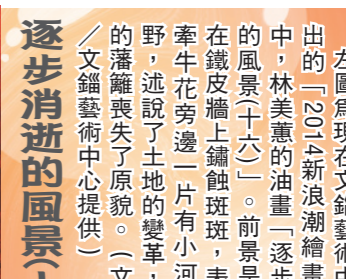 左圖為現在文錙藝術中
出的「2014新浪潮繪畫
中，林美蕙的油畫「逐步
的風景(十六)」。前景是
在鐵皮牆上鏽蝕斑斑，表
牽牛花旁邊一片有小河
野，述說了土地的變革，
的藩籬喪失了原貌。（文
／文錙藝術中心提供）
逐步消逝的風景(